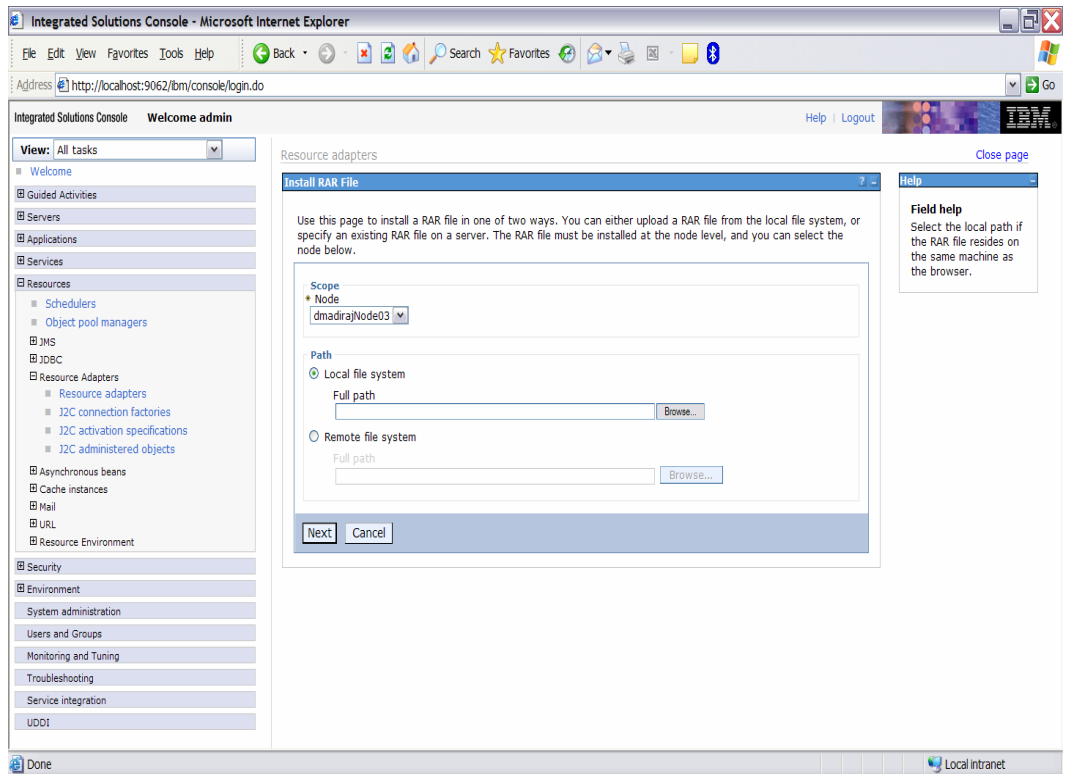 Integrated Solutions Console - Microsoft Internet Explorer
File Edit View Favorites Tools Help
Back Search Favorites
Address http://localhost:9062/ibm/console/login.do Go
Integrated Solutions Console Welcome admin Help | Logout IBM®
View: All tasks
Welcome
Guided Activities
Servers
Applications
Services
Resources
Schedulers
Object pool managers
JMS
JDBC
Resource Adapters
Resource adapters
J2C connection factories
J2C activation specifications
J2C administered objects
Asynchronous beans
Cache instances
Mail
URL
Resource Environment
Security
Environment
System administration
Users and Groups
Monitoring and Tuning
Troubleshooting
Service integration
UDDI
Resource adapters Close page
Install RAR File ? -
Use this page to install a RAR file in one of two ways. You can either upload a RAR file from the local file system, or
specify an existing RAR file on a server. The RAR file must be installed at the node level, and you can select the
node below.
Scope
* Node
dmadirajNode03
Path
Local file system
Full path
Browse...
Remote file system
Full path
Browse...
Next Cancel
Help -
Field help
Select the local path if
the RAR file resides on
the same machine as
the browser.
Done Local intranet